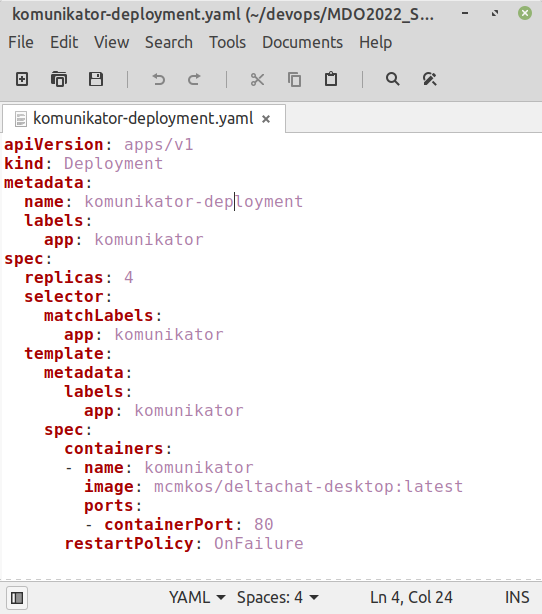 komunikator-deployment.yaml (~/devops/MDO2022_S...
File Edit View Search Tools Documents Help
komunikator-deployment.yaml ×
apiVersion: apps/v1
kind: Deployment
metadata:
  name: komunikator-deployment
  labels:
    app: komunikator
spec:
  replicas: 4
  selector:
    matchLabels:
      app: komunikator
  template:
    metadata:
      labels:
        app: komunikator
    spec:
      containers:
      - name: komunikator
        image: mcmkos/deltachat-desktop:latest
        ports:
        - containerPort: 80
      restartPolicy: OnFailure
YAML Spaces: 4 Ln 4, Col 24 INS